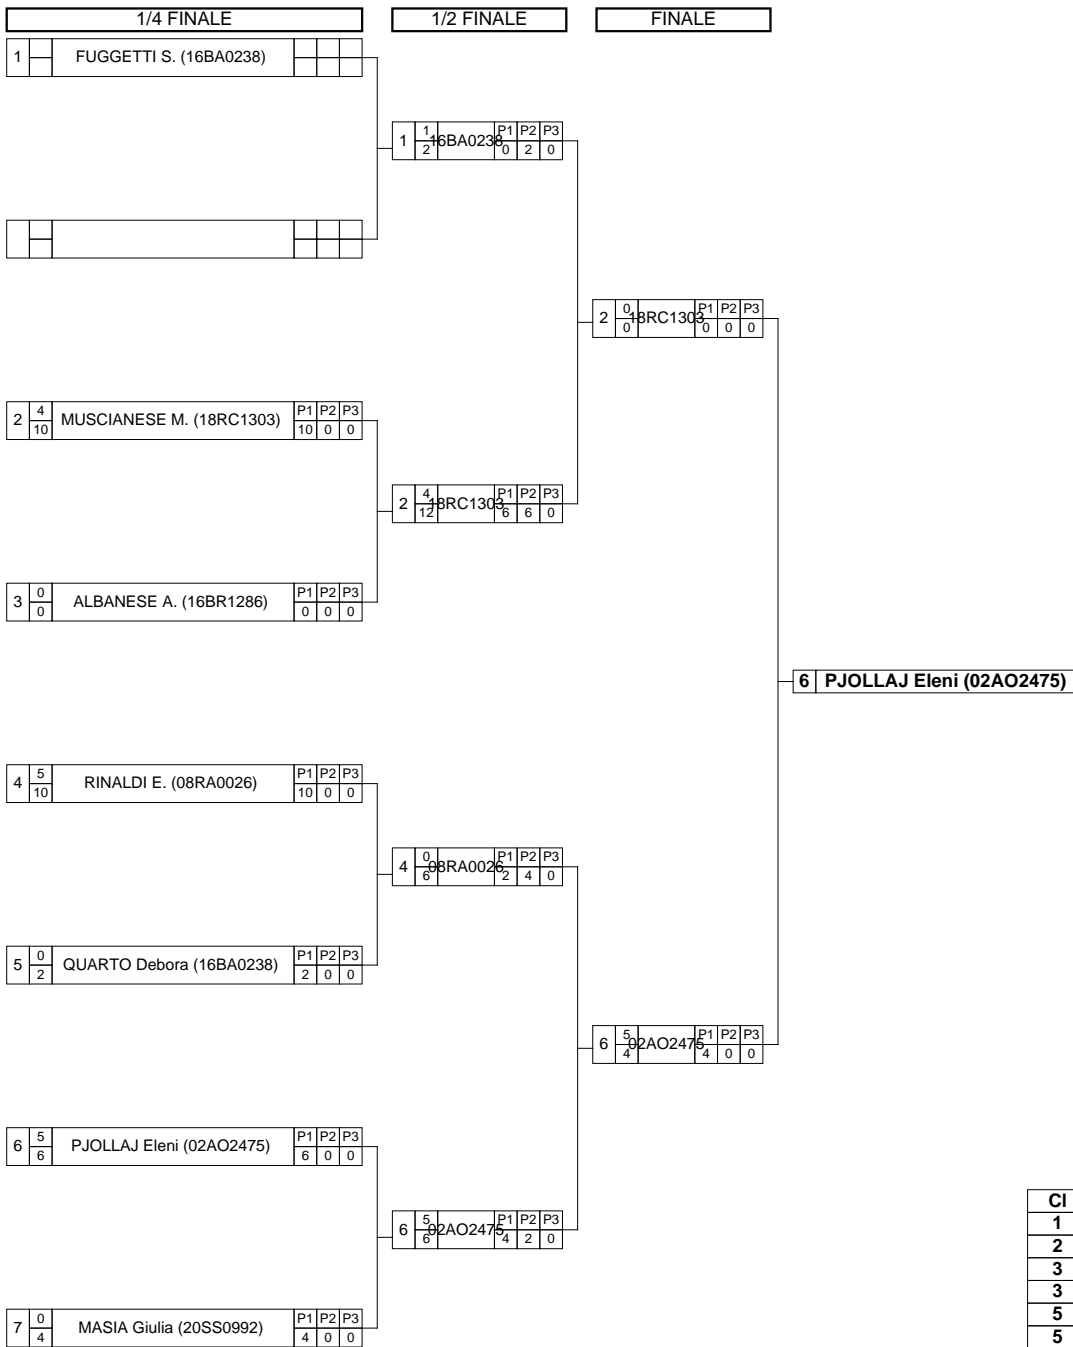 1/4 FINALE 1/2 FINALE FINALE
1 FUGGETTI S. (16BA0238)
1 1 2 16BA0238 P1 P2 P3
0 2 0
2 0 0 18RC1303 P1 P2 P3
0 0 0
2 4 10 MUSCIANESE M. (18RC1303) P1 P2 P3
10 0 0
2 4 12 18RC1303 P1 P2 P3
6 6 0
3 0 0 ALBANESE A. (16BR1286) P1 P2 P3
0 0 0
6 PJOLLAJ Eleni (02AO2475)
4 5 10 RINALDI E. (08RA0026) P1 P2 P3
10 0 0
4 0 6 08RA0026 P1 P2 P3
2 4 0
5 0 2 QUARTO Debora (16BA0238) P1 P2 P3
2 0 0
6 5 4 02AO2475 P1 P2 P3
4 0 0
6 5 6 PJOLLAJ Eleni (02AO2475) P1 P2 P3
6 0 0
6 5 6 02AO2475 P1 P2 P3
4 2 0
7 0 4 MASIA Giulia (20SS0992) P1 P2 P3
4 0 0
Cl
1
2
3
3
5
5